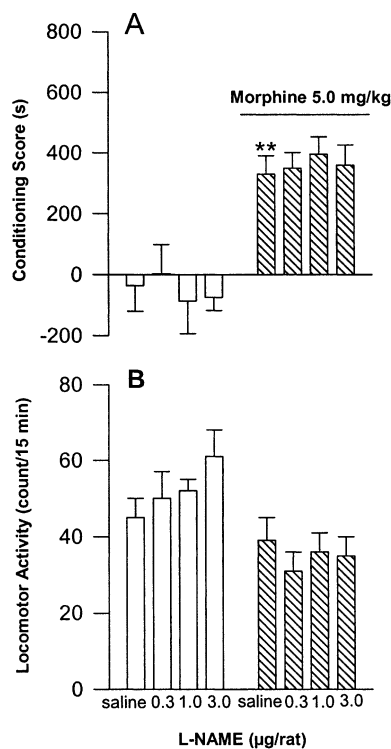 A
800
600
400
200
0
-200
Conditioning Score (s)
Morphine 5.0 mg/kg
**
B
80
60
40
20
0
Locomotor Activity (count/15 min)
saline 0.3 1.0 3.0 saline 0.3 1.0 3.0
L-NAME (µg/rat)